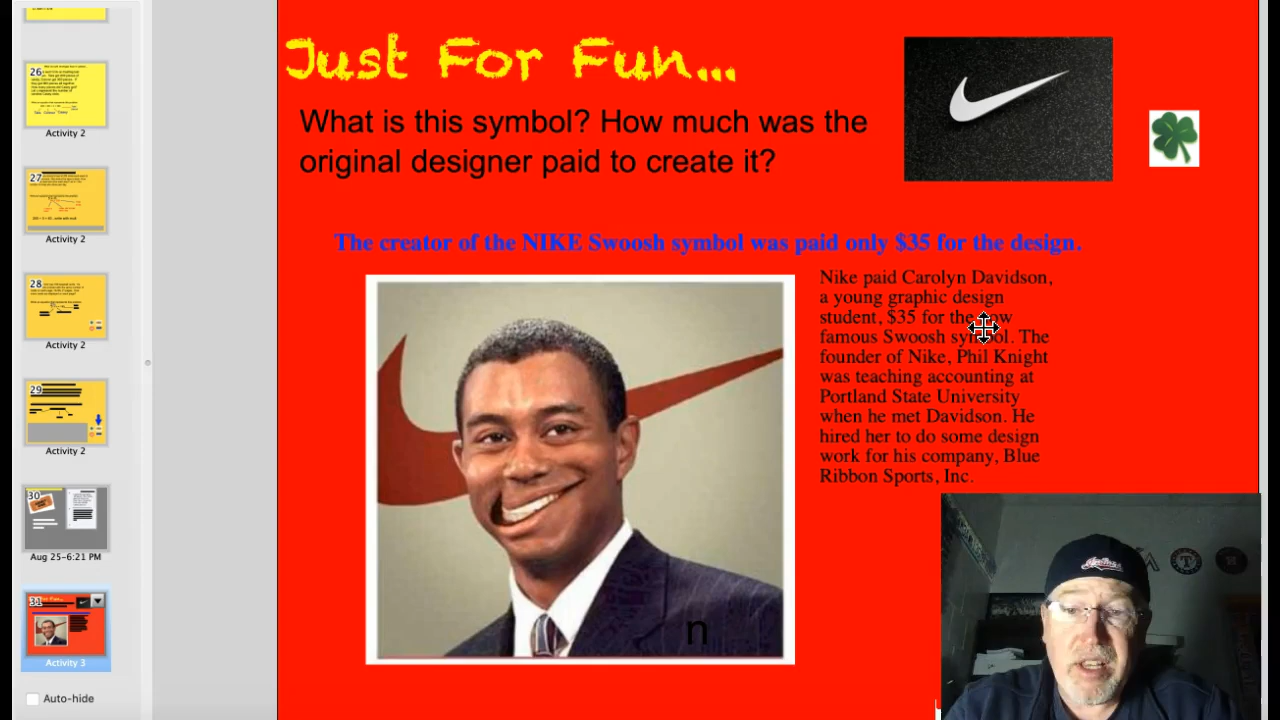 Just For Fun...
What is this symbol? How much was the
original designer paid to create it?
The creator of the NIKE Swoosh symbol was paid only $35 for the design.
Nike paid Carolyn Davidson,
a young graphic design
student, $35 for the now
famous Swoosh symbol. The
founder of Nike, Phil Knight
was teaching accounting at
Portland State University
when he met Davidson. He
hired her to do some design
work for his company, Blue
Ribbon Sports, Inc.
n
26
Activity 2
27
Activity 2
28
Activity 2
29
Activity 2
30
Aug 25-6:21 PM
31
Activity 3
Auto-hide